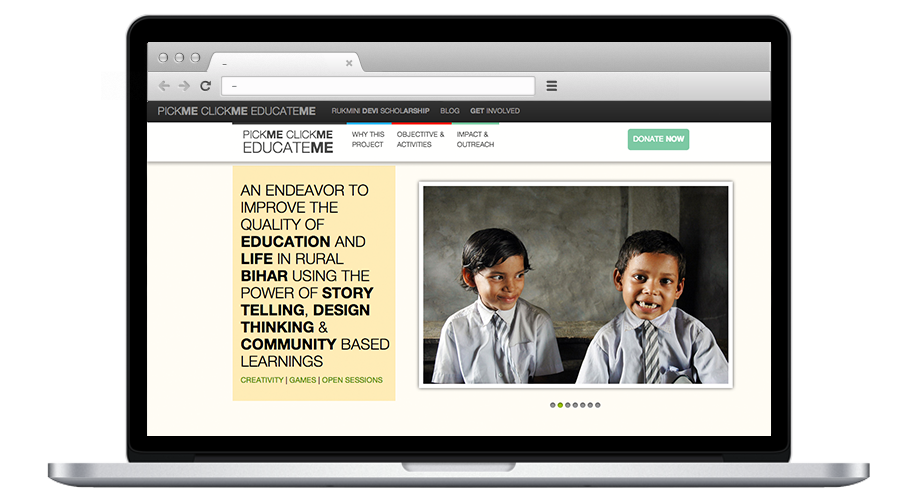 –
–
PICKME CLICKME EDUCATEME RUKMINI DEVI SCHOLARSHIP BLOG GET INVOLVED
PICKME CLICKME
EDUCATEME
WHY THIS
PROJECT
OBJECTITVE &
ACTIVITIES
IMPACT &
OUTREACH
DONATE NOW
AN ENDEAVOR TO
IMPROVE THE
QUALITY OF
EDUCATION AND
LIFE IN RURAL
BIHAR USING THE
POWER OF STORY
TELLING, DESIGN
THINKING &
COMMUNITY BASED
LEARNINGS
CREATIVITY | GAMES | OPEN SESSIONS